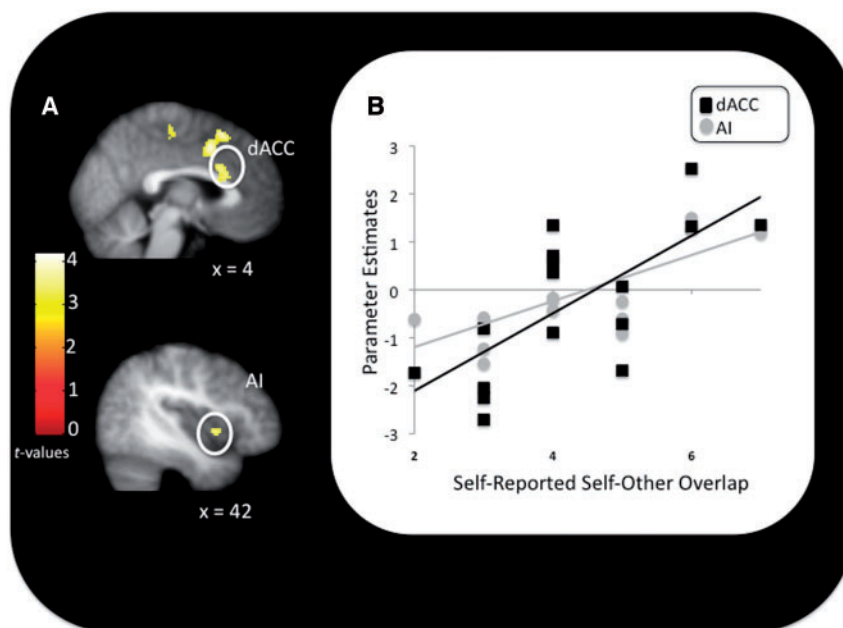 A
dACC
x = 4
4
3
2
1
0
t-values
AI
x = 42
B
dACC
AI
3
2
1
0
-1
-2
-3
Parameter Estimates
2
4
6
Self-Reported Self-Other Overlap